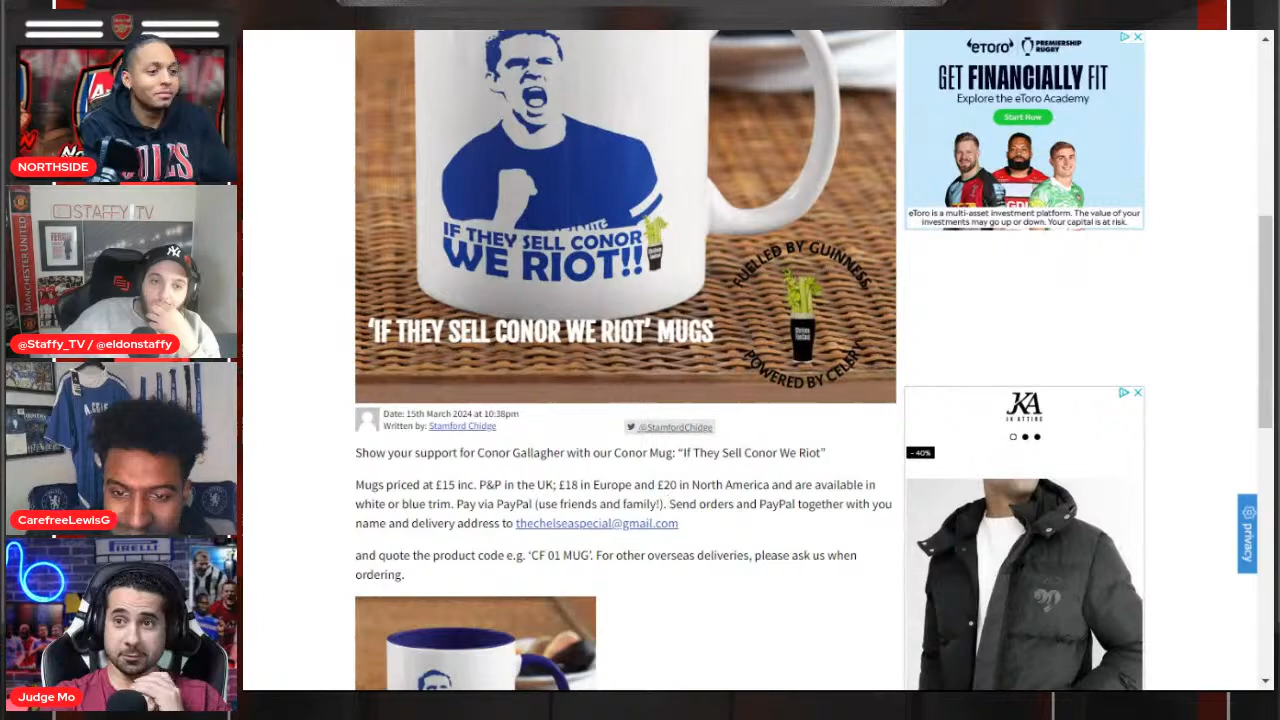 NORTHSIDE
STAFFY_TV
MANCHESTER UNITED
@Staffy_TV / @eldonstaffy
CarefreeLewisG
PIRELLI
Judge Mo
IF THEY SELL CONOR
WE RIOT!!
FUELLED BY GUINNESS,
POWERED BY CELERY
'IF THEY SELL CONOR WE RIOT' MUGS
Date: 15th March 2024 at 10:38pm
Written by: Stamford Chidge
@StamfordChidge
Show your support for Conor Gallagher with our Conor Mug: “If They Sell Conor We Riot”
Mugs priced at £15 inc. P&P in the UK; £18 in Europe and £20 in North America and are available in
white or blue trim. Pay via PayPal (use friends and family!). Send orders and PayPal together with you
name and delivery address to thechelseaspecial@gmail.com
and quote the product code e.g. ‘CF 01 MUG’. For other overseas deliveries, please ask us when
ordering.
eToro
PREMIERSHIP
RUGBY
GET FINANCIALLY FIT
Explore the eToro Academy
Start Now
eToro is a multi-asset investment platform. The value of your
investments may go up or down. Your capital is at risk.
- 40%
privacy